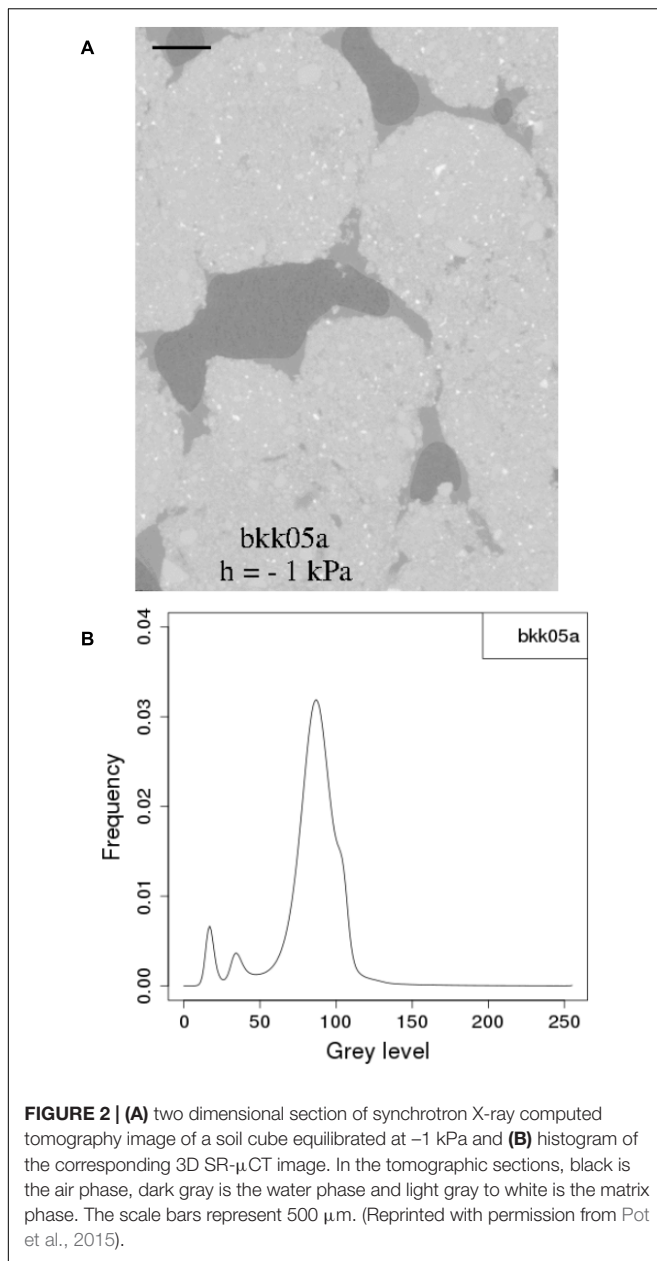 A
bkk05a
h = - 1 kPa
B
bkk05a
0.04
0.03
0.02
0.01
0.00
Frequency
0 50 100 150 200 250
Grey level
FIGURE 2 | (A) two dimensional section of synchrotron X-ray computed
tomography image of a soil cube equilibrated at –1 kPa and (B) histogram of
the corresponding 3D SR-μCT image. In the tomographic sections, black is
the air phase, dark gray is the water phase and light gray to white is the matrix
phase. The scale bars represent 500 μm. (Reprinted with permission from Pot
et al., 2015).